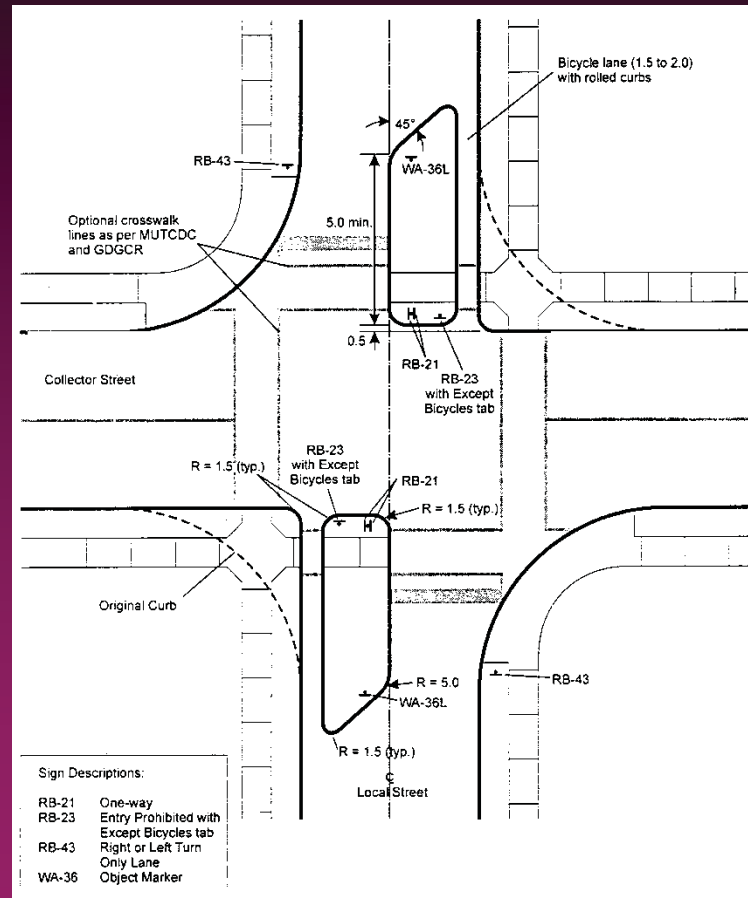 Bicycle lane (1.5 to 2.0)
with rolled curbs
45°
RB-43
WA-36L
Optional crosswalk
lines as per MUTCDC
and GDGCR
5.0 min.
0.5
RB-21
RB-23
with Except
Bicycles tab
Collector Street
RB-23
with Except
Bicycles tab
R = 1.5 (typ.)
RB-21
R = 1.5 (typ.)
Original Curb
R = 5.0
RB-43
WA-36L
R = 1.5 (typ.)
℄
Local Street
Sign Descriptions:
RB-21 One-way
RB-23 Entry Prohibited with
Except Bicycles tab
RB-43 Right or Left Turn
Only Lane
WA-36 Object Marker